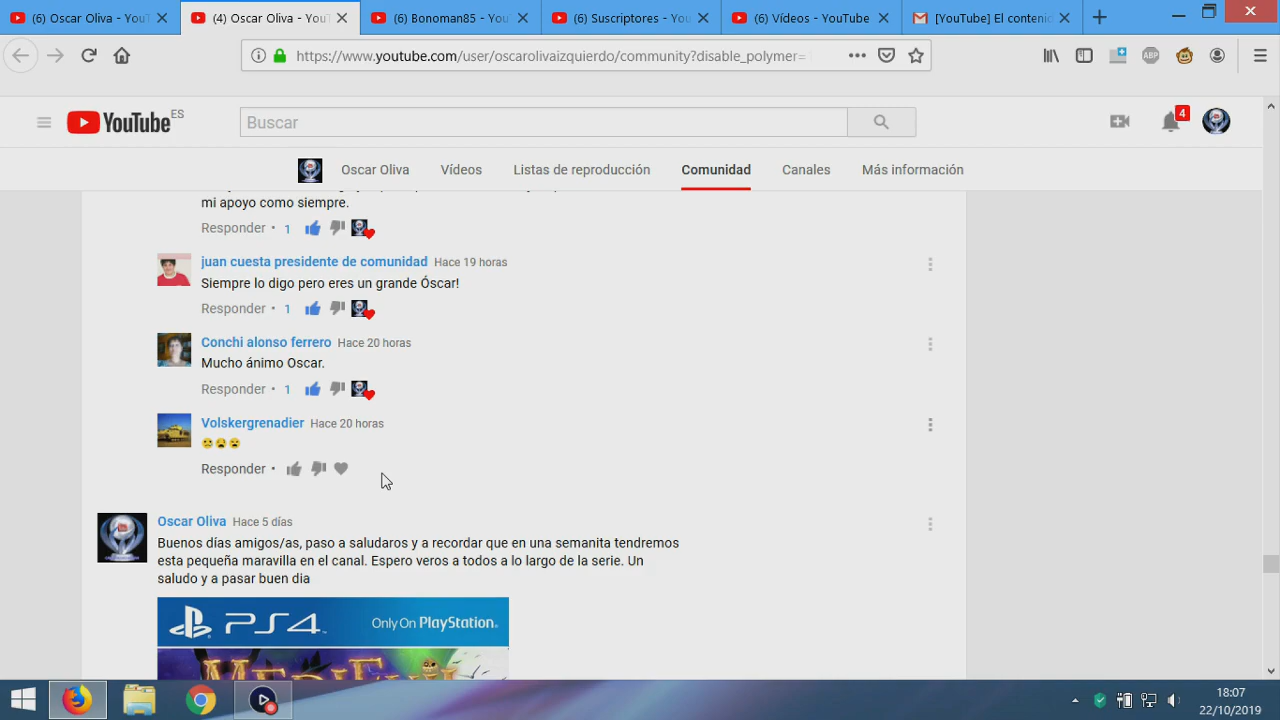 (6) Oscar Oliva - YouT
(4) Oscar Oliva - YouT
(6) Bonoman85 - You
(6) Suscriptores - You
(6) Vídeos - YouTube
[YouTube] El contenid
https://www.youtube.com/user/oscarolivaizquierdo/community?disable_polymer=
YouTube ES
Buscar
4
Oscar Oliva
Vídeos
Listas de reproducción
Comunidad
Canales
Más información
mi apoyo como siempre.
Responder • 1
juan cuesta presidente de comunidad Hace 19 horas
Siempre lo digo pero eres un grande Óscar!
Responder • 1
Conchi alonso ferrero Hace 20 horas
Mucho ánimo Oscar.
Responder • 1
Volskergrenadier Hace 20 horas
Responder •
Oscar Oliva Hace 5 días
Buenos días amigos/as, paso a saludaros y a recordar que en una semanita tendremos
esta pequeña maravilla en el canal. Espero veros a todos a lo largo de la serie. Un
saludo y a pasar buen dia
PS4 Only On PlayStation.
MEDIEVIL
ABP
18:07
22/10/2019